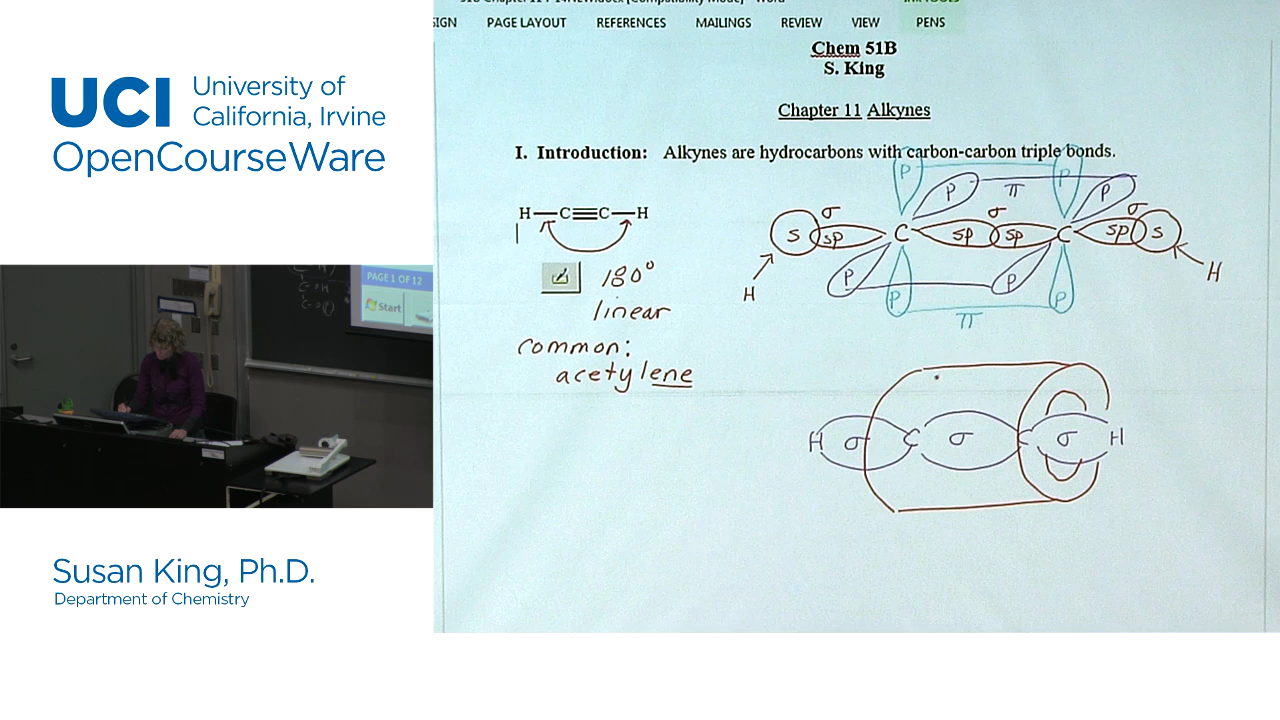 UCI University of
California, Irvine
OpenCourseWare
PAGE LAYOUT REFERENCES MAILINGS REVIEW VIEW PENS
Chem 51B
S. King
Chapter 11 Alkynes
I. Introduction: Alkynes are hydrocarbons with carbon-carbon triple bonds.
H—C≡C—H
180°
linear
common:
acetylene
P P
P π P
σ σ σ
s sp C sp sp C sp s
H P P H
P P
π
H σ C σ C σ H
PAGE 1 OF 12
Start
Susan King, Ph.D.
Department of Chemistry